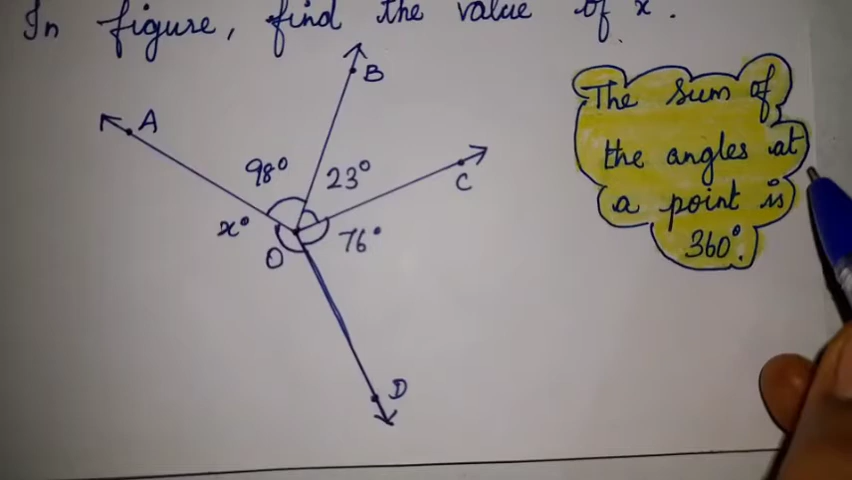 In figure, find the value of x.
B
A
98°
23°
C
x°
76°
O
D
The Sum of
the angles at
a point is
360°.